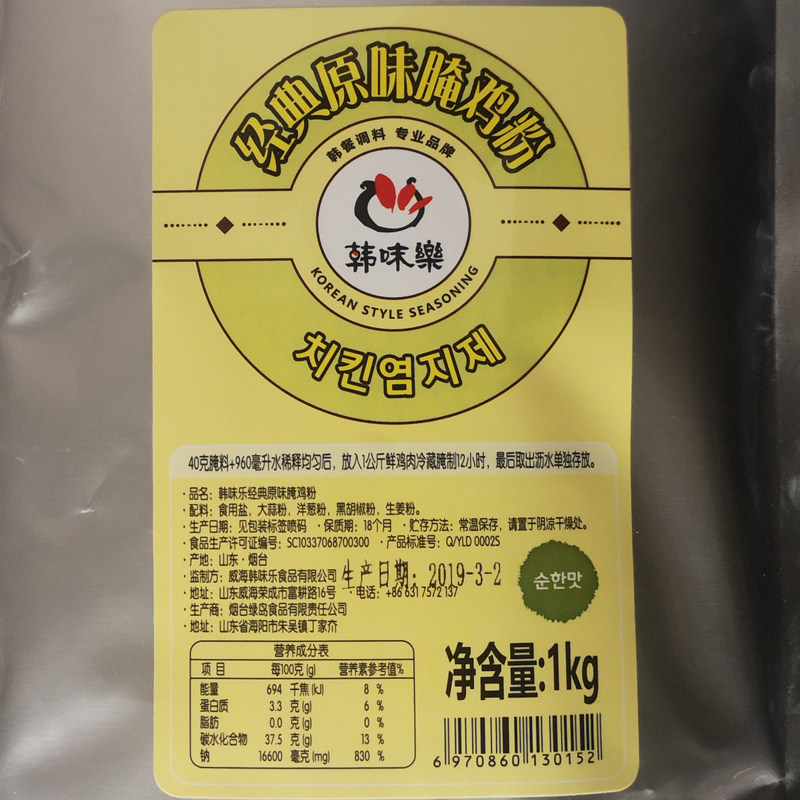 经典原味腌鸡粉
韩餐调料 专业品牌
韩味樂
KOREAN STYLE SEASONING
치킨염지제
40克腌料+960毫升水稀释均匀后，放入1公斤鲜鸡肉冷藏腌制12小时，最后取出沥水单独存放。
·品名：韩味乐经典原味腌鸡粉
·配料：食用盐，大蒜粉，洋葱粉，黑胡椒粉，生姜粉。
·生产日期：见包装标签喷码 ·保质期：18个月 ·贮存方法：常温保存，请置于阴凉干燥处。
·食品生产许可证编号：SC10337068700300 ·产品标准号：Q/YLD 0002S
·产地：山东·烟台
·监制方：威海韩味乐食品有限公司
生产日期：2019-3-2
·地址：山东威海荣成市富耕路16号 ·电话：+86 631 7572 137
·生产商：烟台绿岛食品有限责任公司
·地址：山东省海阳市朱吴镇丁家夼
순한맛
营养成分表
项目 每100克(g) 营养素参考值%
能量 694 千焦(kJ) 8 %
蛋白质 3.3 克(g) 6 %
脂肪 0.0 克(g) 0 %
碳水化合物 37.5 克(g) 13 %
钠 16600 毫克(mg) 830 %
净含量:1kg
6 970860 130152